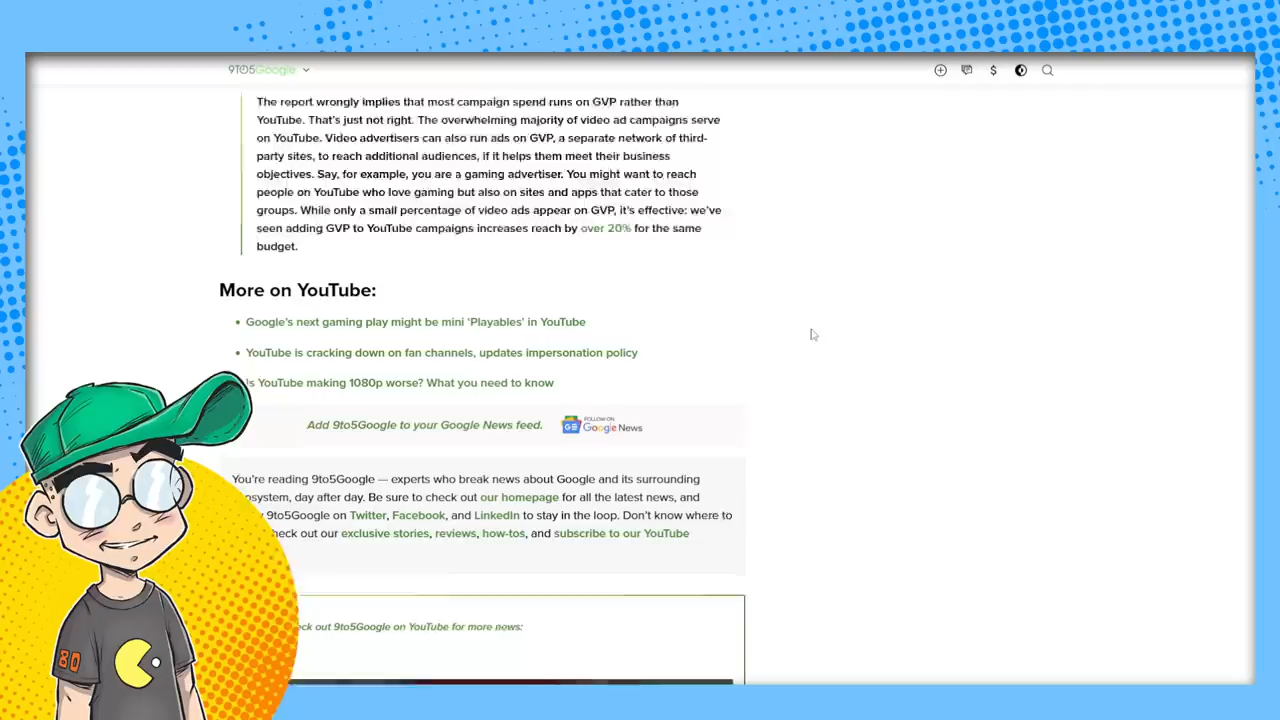 9TO5Google
$
The report wrongly implies that most campaign spend runs on GVP rather than
YouTube. That's just not right. The overwhelming majority of video ad campaigns serve
on YouTube. Video advertisers can also run ads on GVP, a separate network of third-
party sites, to reach additional audiences, if it helps them meet their business
objectives. Say, for example, you are a gaming advertiser. You might want to reach
people on YouTube who love gaming but also on sites and apps that cater to those
groups. While only a small percentage of video ads appear on GVP, it's effective: we've
seen adding GVP to YouTube campaigns increases reach by over 20% for the same
budget.
More on YouTube:
• Google's next gaming play might be mini 'Playables' in YouTube
• YouTube is cracking down on fan channels, updates impersonation policy
Is YouTube making 1080p worse? What you need to know
Add 9to5Google to your Google News feed.
GE
FOLLOW ON
Google News
You're reading 9to5Google — experts who break news about Google and its surrounding
osystem, day after day. Be sure to check out our homepage for all the latest news, and
9to5Google on Twitter, Facebook, and LinkedIn to stay in the loop. Don't know where to
heck out our exclusive stories, reviews, how-tos, and subscribe to our YouTube
eck out 9to5Google on YouTube for more news:
80